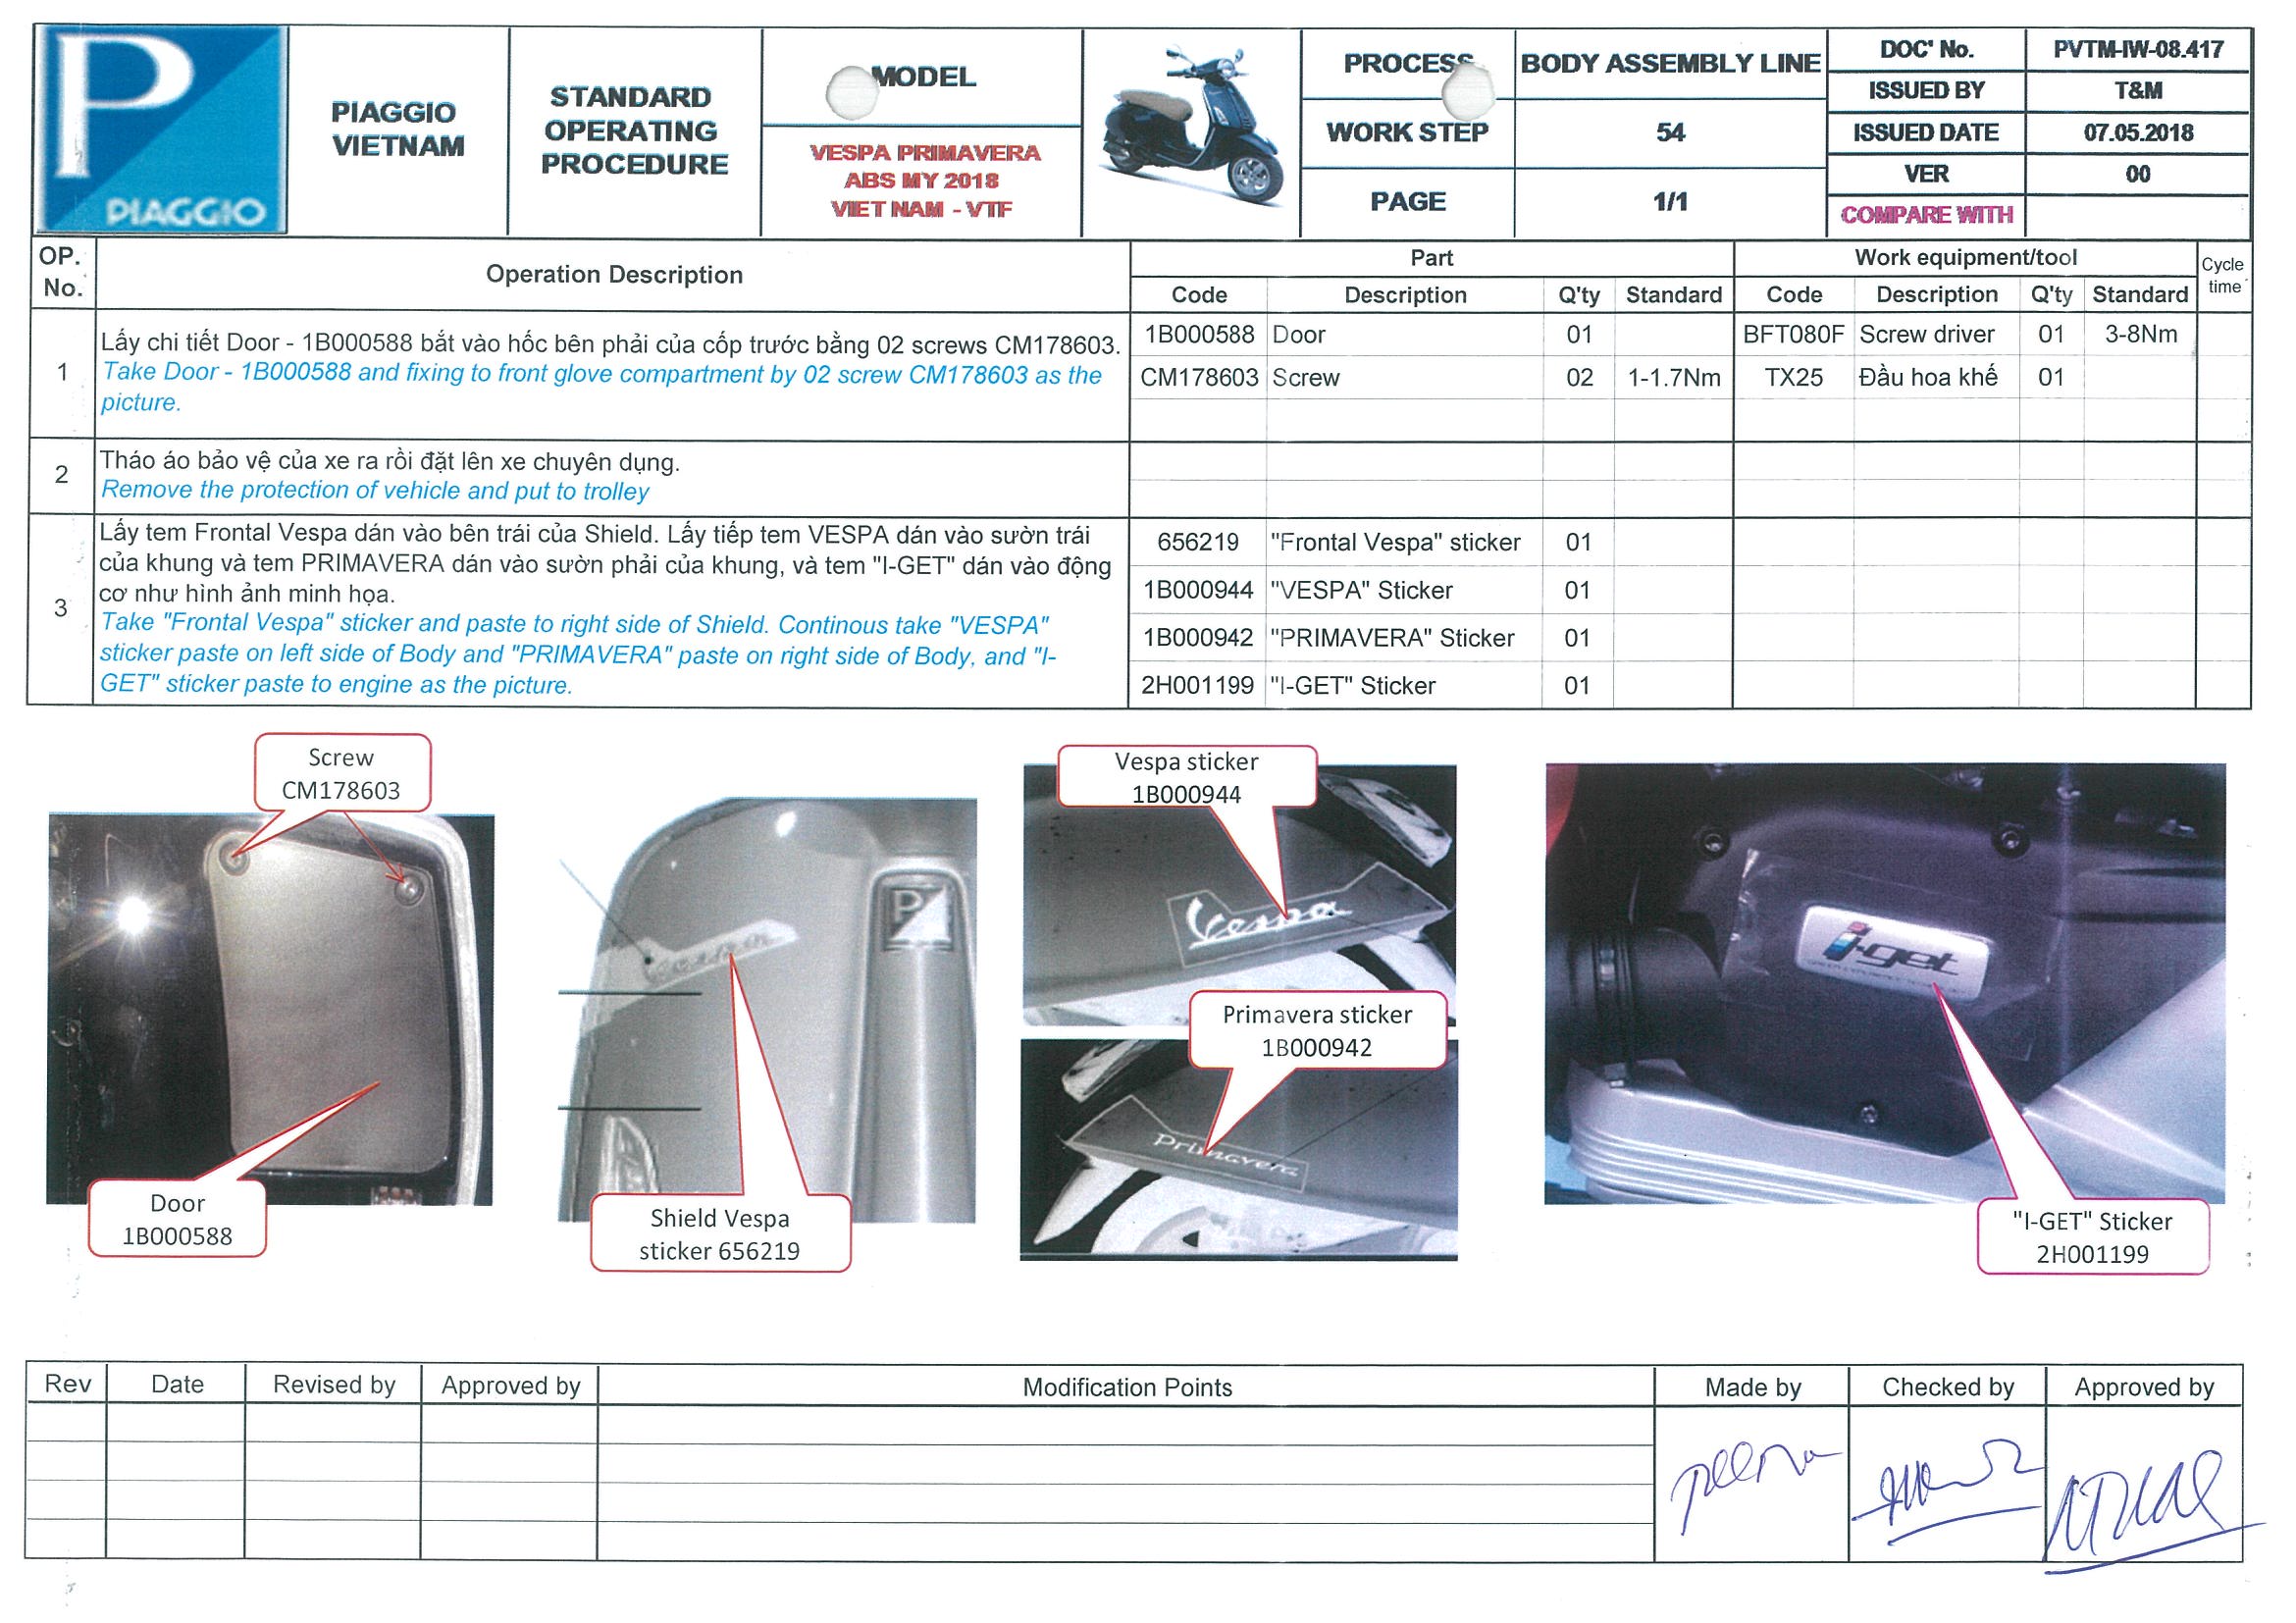 P
PIAGGIO
PIAGGIO
VIETNAM
STANDARD
OPERATING
PROCEDURE
MODEL
VESPA PRIMAVERA
ABS MY 2018
VIET NAM - VTF
PROCESS
BODY ASSEMBLY LINE
WORK STEP
54
PAGE
1/1
DOC' No.
PVTM-IW-08.417
ISSUED BY
T&M
ISSUED DATE
07.05.2018
VER
00
COMPARE WITH
OP.
No.
Operation Description
Part
Work equipment/tool
Cycle
time
Code
Description
Q'ty
Standard
Code
Description
Q'ty
Standard
1
Lấy chi tiết Door - 1B000588 bắt vào hốc bên phải của cốp trước bằng 02 screws CM178603.
Take Door - 1B000588 and fixing to front glove compartment by 02 screw CM178603 as the
picture.
1B000588 Door 01 BFT080F Screw driver 01 3-8Nm
CM178603 Screw 02 1-1.7Nm TX25 Đầu hoa khế 01
2
Tháo áo bảo vệ của xe ra rồi đặt lên xe chuyên dụng.
Remove the protection of vehicle and put to trolley
3
Lấy tem Frontal Vespa dán vào bên trái của Shield. Lấy tiếp tem VESPA dán vào sườn trái
của khung và tem PRIMAVERA dán vào sườn phải của khung, và tem "I-GET" dán vào động
cơ như hình ảnh minh họa.
Take "Frontal Vespa" sticker and paste to right side of Shield. Continous take "VESPA"
sticker paste on left side of Body and "PRIMAVERA" paste on right side of Body, and "I-
GET" sticker paste to engine as the picture.
656219 "Frontal Vespa" sticker 01
1B000944 "VESPA" Sticker 01
1B000942 "PRIMAVERA" Sticker 01
2H001199 "I-GET" Sticker 01
Screw
CM178603
Door
1B000588
Vespa
P
Shield Vespa
sticker 656219
Vespa sticker
1B000944
Vespa
Primavera sticker
1B000942
Primavera
i-get
"I-GET" Sticker
2H001199
Rev
Date
Revised by
Approved by
Modification Points
Made by
Checked by
Approved by